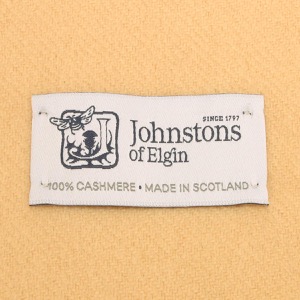 SINCE 1797
Johnstons
of Elgin
100% CASHMERE • MADE IN SCOTLAND